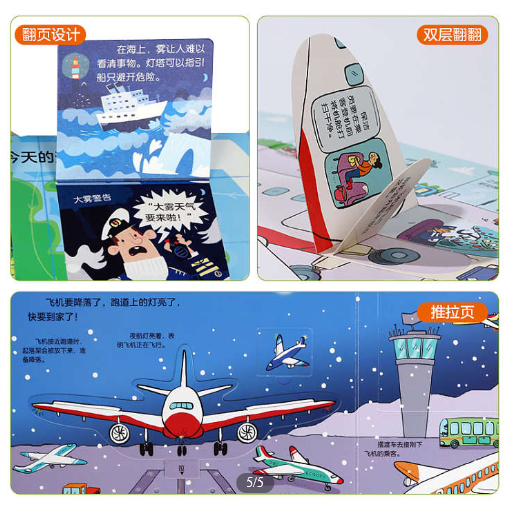 翻页设计
在海上，雾让人难以
看清事物。灯塔可以指引
船只避开危险。
今天的
大雾警告
“大雾天气
要来啦！”
双层翻翻
推拉页
飞机要降落了，跑道上的灯亮了，
快要到家了！
飞机接近跑道时，
起落架会被放下来，准
备降落。
夜航灯亮着，表
明飞机正在飞行。
摆渡车去接刚下
飞机的乘客。
5/5